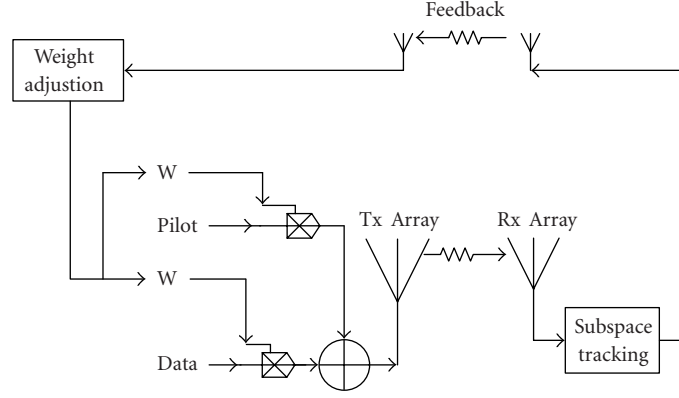 Feedback
Weight
adjustion
W
Pilot
Tx Array
Rx Array
W
Data
Subspace
tracking